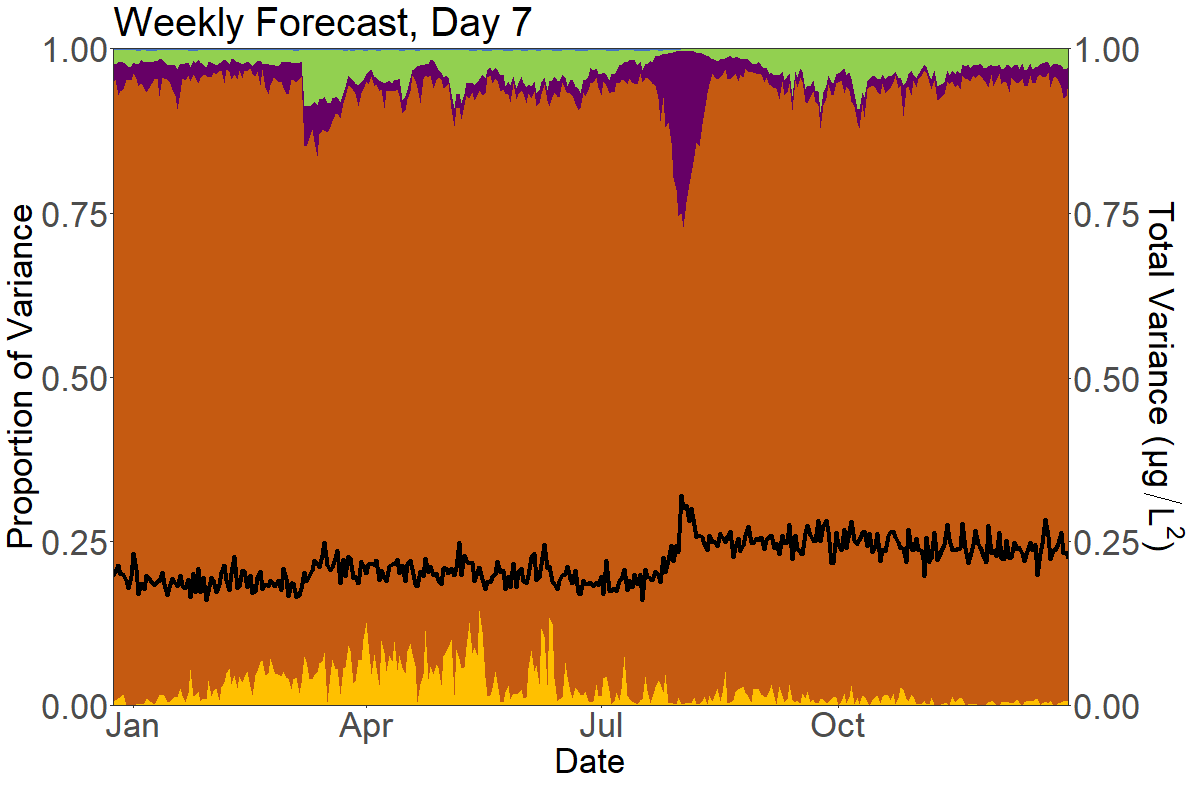 Weekly Forecast, Day 7
1.00
0.75
0.50
0.25
0.00
Proportion of Variance
1.00
0.75
0.50
0.25
0.00
Total Variance (µg/L²)
Jan
Apr
Jul
Oct
Date